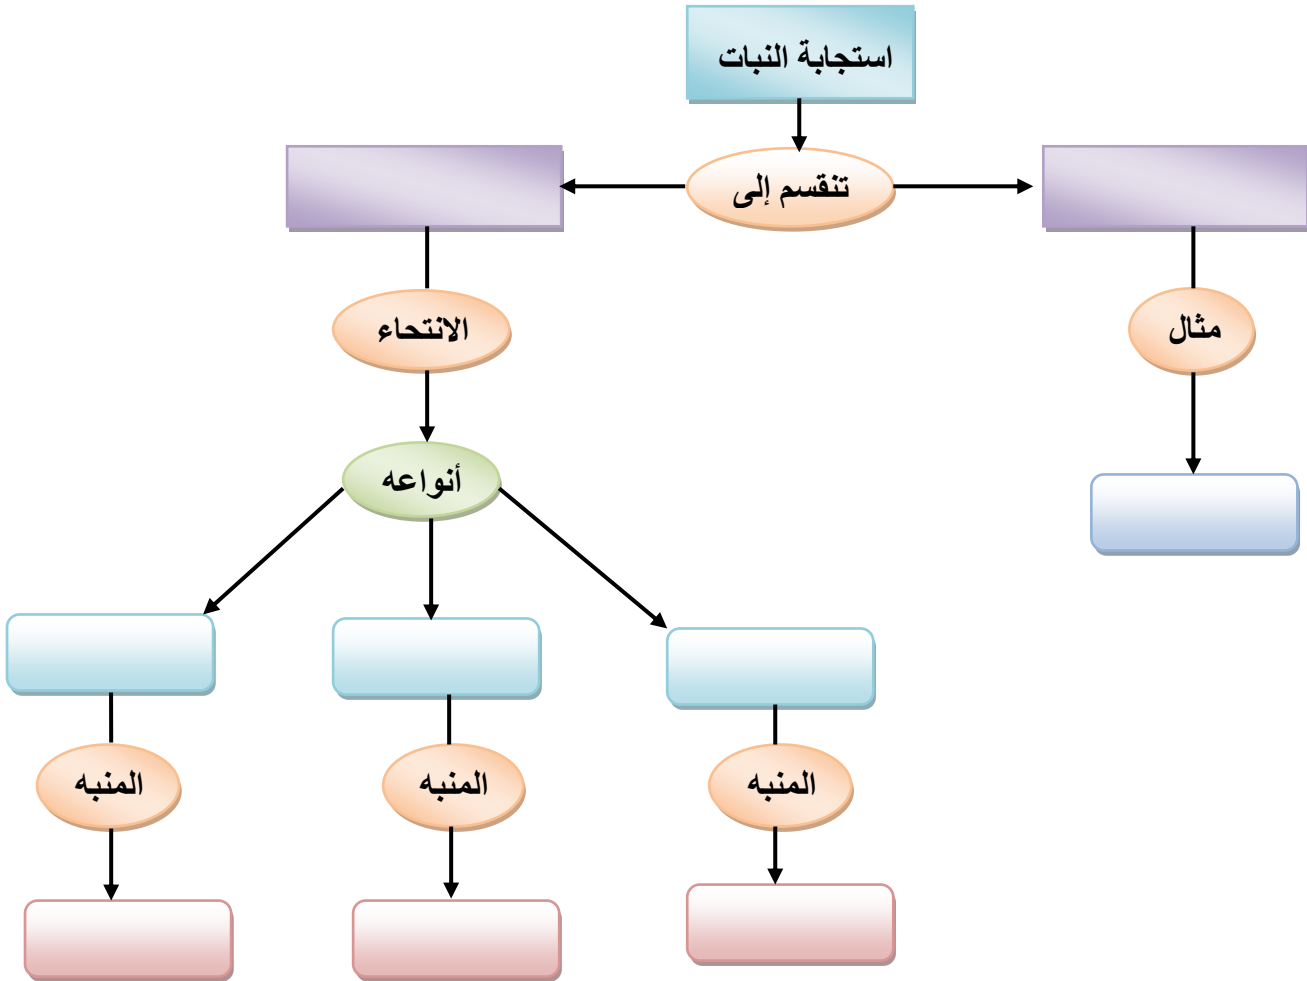 استجابة النبات
تنقسم إلى
مثال
الانتحاء
أنواعه
المنبه
المنبه
المنبه